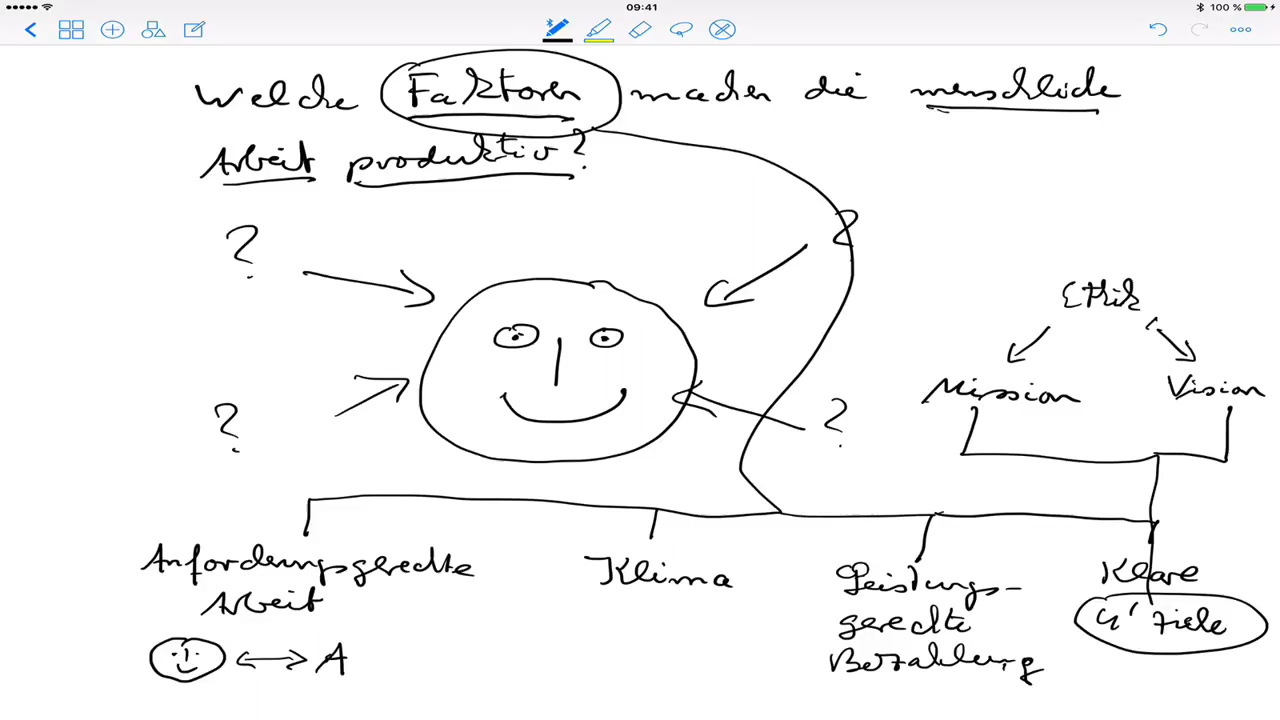 09:41
100 %
Welche Faktoren machen die menschliche
Arbeit produktiv?
?
?
Ethik
Mission
Vision
?
?
Anforderungsgerechte
Arbeit
Klima
Leistungs-
gerechte
Bezahlung
Klare
U' Ziele
A